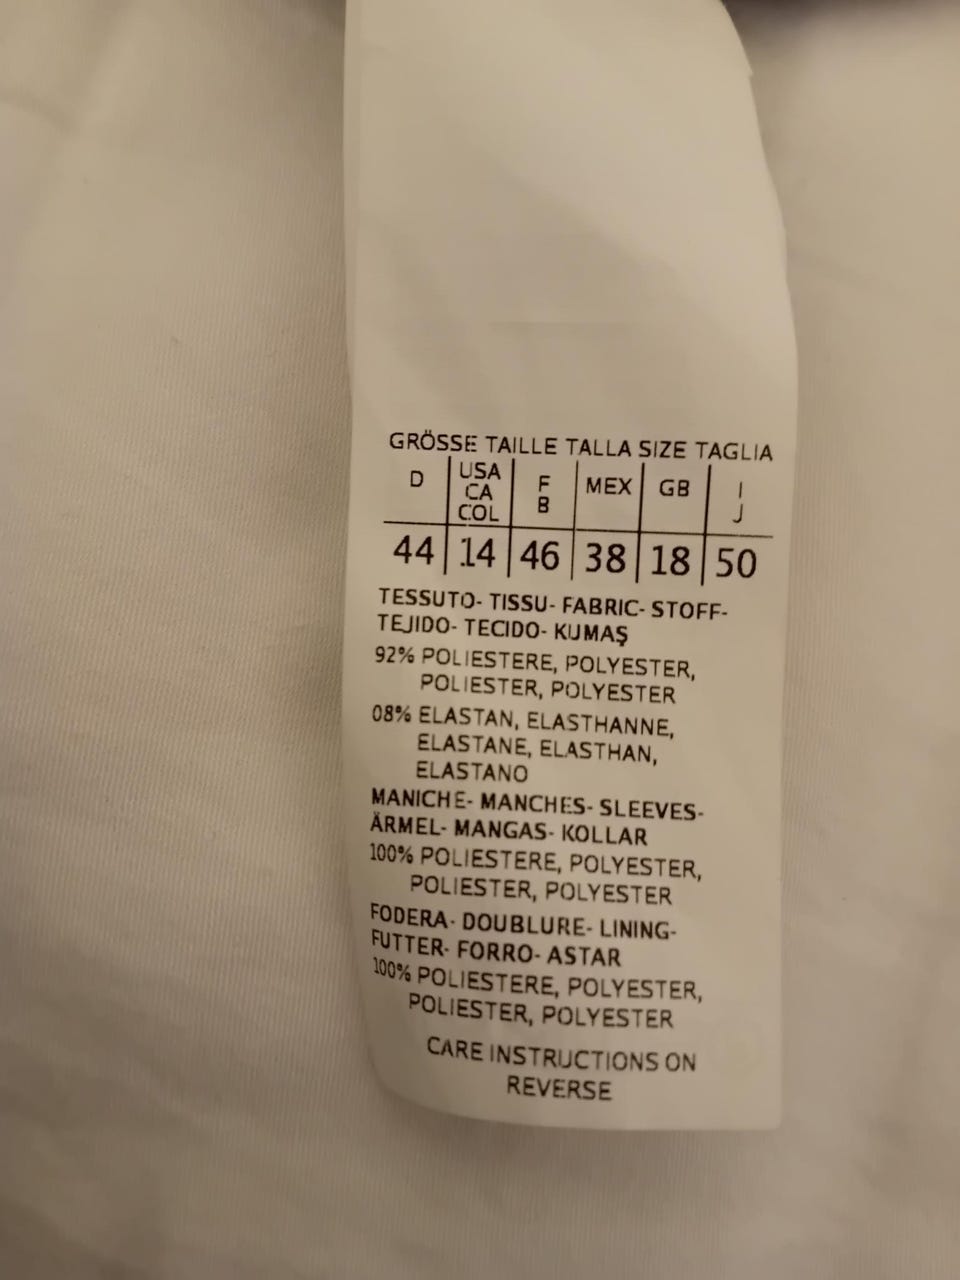 GRÖSSE TAILLE TALLA SIZE TAGLIA
D | USA CA COL | F B | MEX | GB | I J
44 | 14 | 46 | 38 | 18 | 50
TESSUTO- TISSU- FABRIC- STOFF-
TEJIDO- TECIDO- KUMAŞ
92% POLIESTERE, POLYESTER,
POLIESTER, POLYESTER
08% ELASTAN, ELASTHANNE,
ELASTANE, ELASTHAN,
ELASTANO
MANICHE- MANCHES- SLEEVES-
ÄRMEL- MANGAS- KOLLAR
100% POLIESTERE, POLYESTER,
POLIESTER, POLYESTER
FODERA- DOUBLURE- LINING-
FUTTER- FORRO- ASTAR
100% POLIESTERE, POLYESTER,
POLIESTER, POLYESTER
CARE INSTRUCTIONS ON
REVERSE